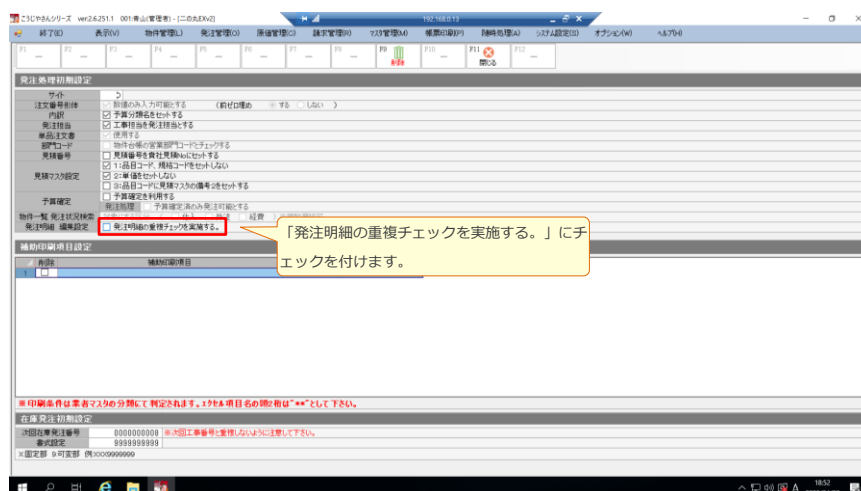 こうじやさんシリーズ ver.2.6.251.1 001:青山(管理者) - [二の丸EXv2]
192.168.0.13
終了(E) 表示(V) 物件管理(L) 発注管理(O) 原価管理(C) 請求管理(R) マスタ管理(M) 帳票印刷(P) 随時処理(A) システム設定(S) オプション(W) ヘルプ(H)
F1 F2 F3 F4 F5 F6 F7 F8 F9 削除 F10 F11 閉じる F12
発注処理初期設定
サイト 5
注文番号別体 数値のみ入力可能とする (前ゼロ埋め する しない )
内訳 予算分類名をセットする
発注担当 工事担当を発注担当とする
単品注文書 使用する
部門コード 物件台帳の営業部門コードとチェックする
見積番号 見積番号を貴社見積Noにセットする
1:品目コード、規格コードをセットしない
見積マスタ設定 2:単価をセットしない
3:品目コードに見積マスタの備考2をセットする
予算確定 予算確定を利用する
発注処理 予算確定済のみ発注可能とする
物件一覧 発注状況検索
経費
発注明細 編集設定 発注明細の重複チェックを実施する。
「発注明細の重複チェックを実施する。」にチ
ェックを付けます。
補助印刷項目設定
削除 補助印刷項目
1
※印刷条件は業者マスタの分類にて判定されます。エクセル項目名の頭2桁は"**"として下さい。
在庫発注初期設定
次回在庫発注番号 0000000000 ※次回工事番号と重複しないように注意して下さい。
書式設定 9999999999
X:固定部 9:可変部 例)XXX9999999
A 18:52